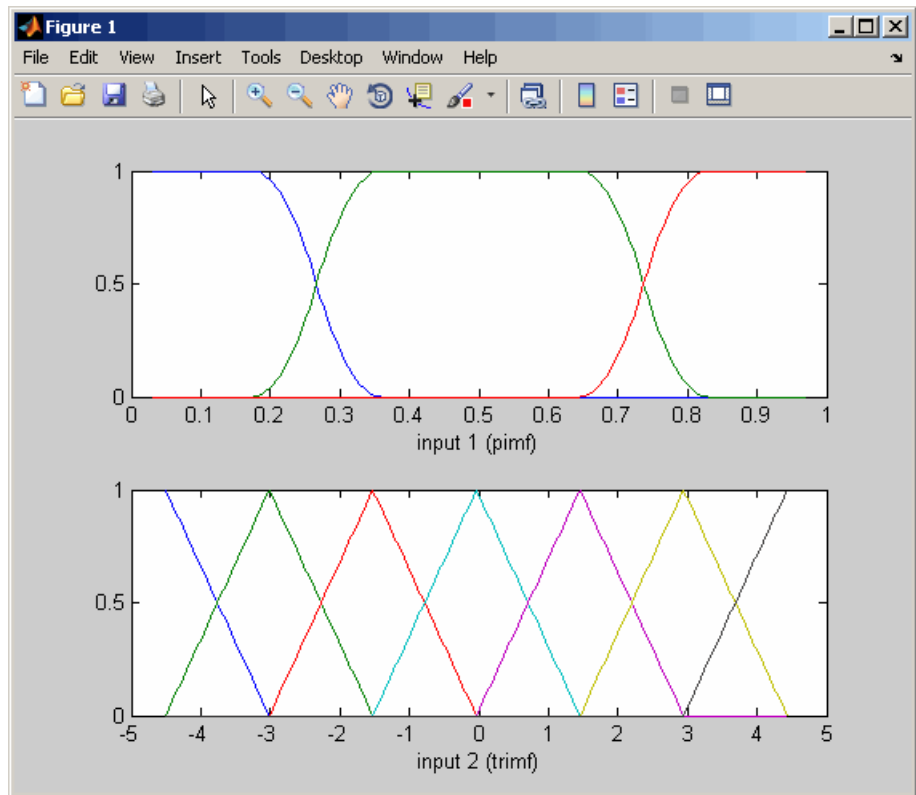 Figure 1
File Edit View Insert Tools Desktop Window Help
1
0.5
0
0 0.1 0.2 0.3 0.4 0.5 0.6 0.7 0.8 0.9 1
input 1 (pimf)
1
0.5
0
-5 -4 -3 -2 -1 0 1 2 3 4 5
input 2 (trimf)